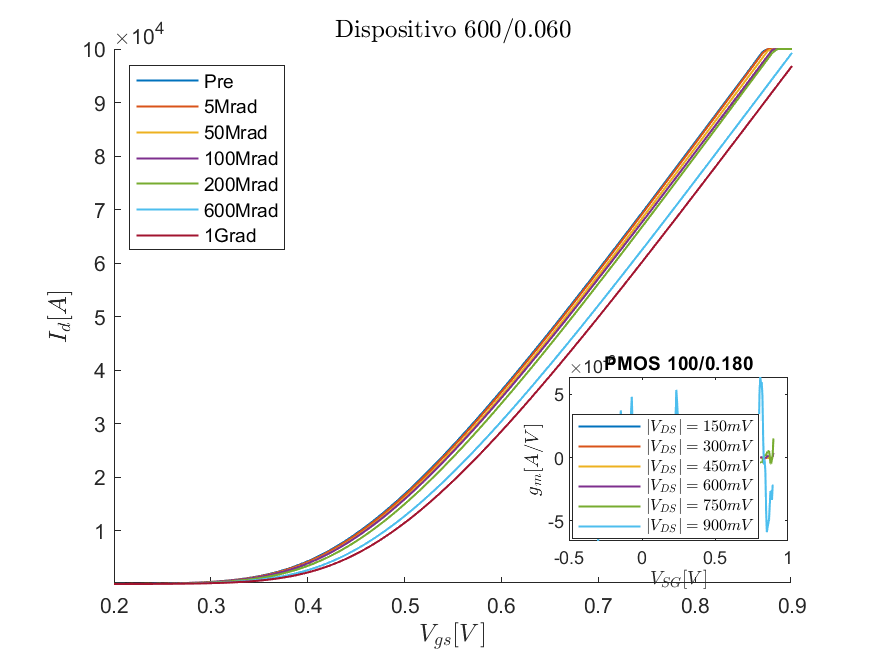 Dispositivo 600/0.060
×10⁴
10
9
8
7
6
5
4
3
2
1
I_d[A]
Pre
5Mrad
50Mrad
100Mrad
200Mrad
600Mrad
1Grad
0.2 0.3 0.4 0.5 0.6 0.7 0.8 0.9
V_gs[V]
PMOS 100/0.180
5
0
-5
g_m[A/V]
|V_DS| = 150mV
|V_DS| = 300mV
|V_DS| = 450mV
|V_DS| = 600mV
|V_DS| = 750mV
|V_DS| = 900mV
-0.5 0 0.5 1
V_SG[V]